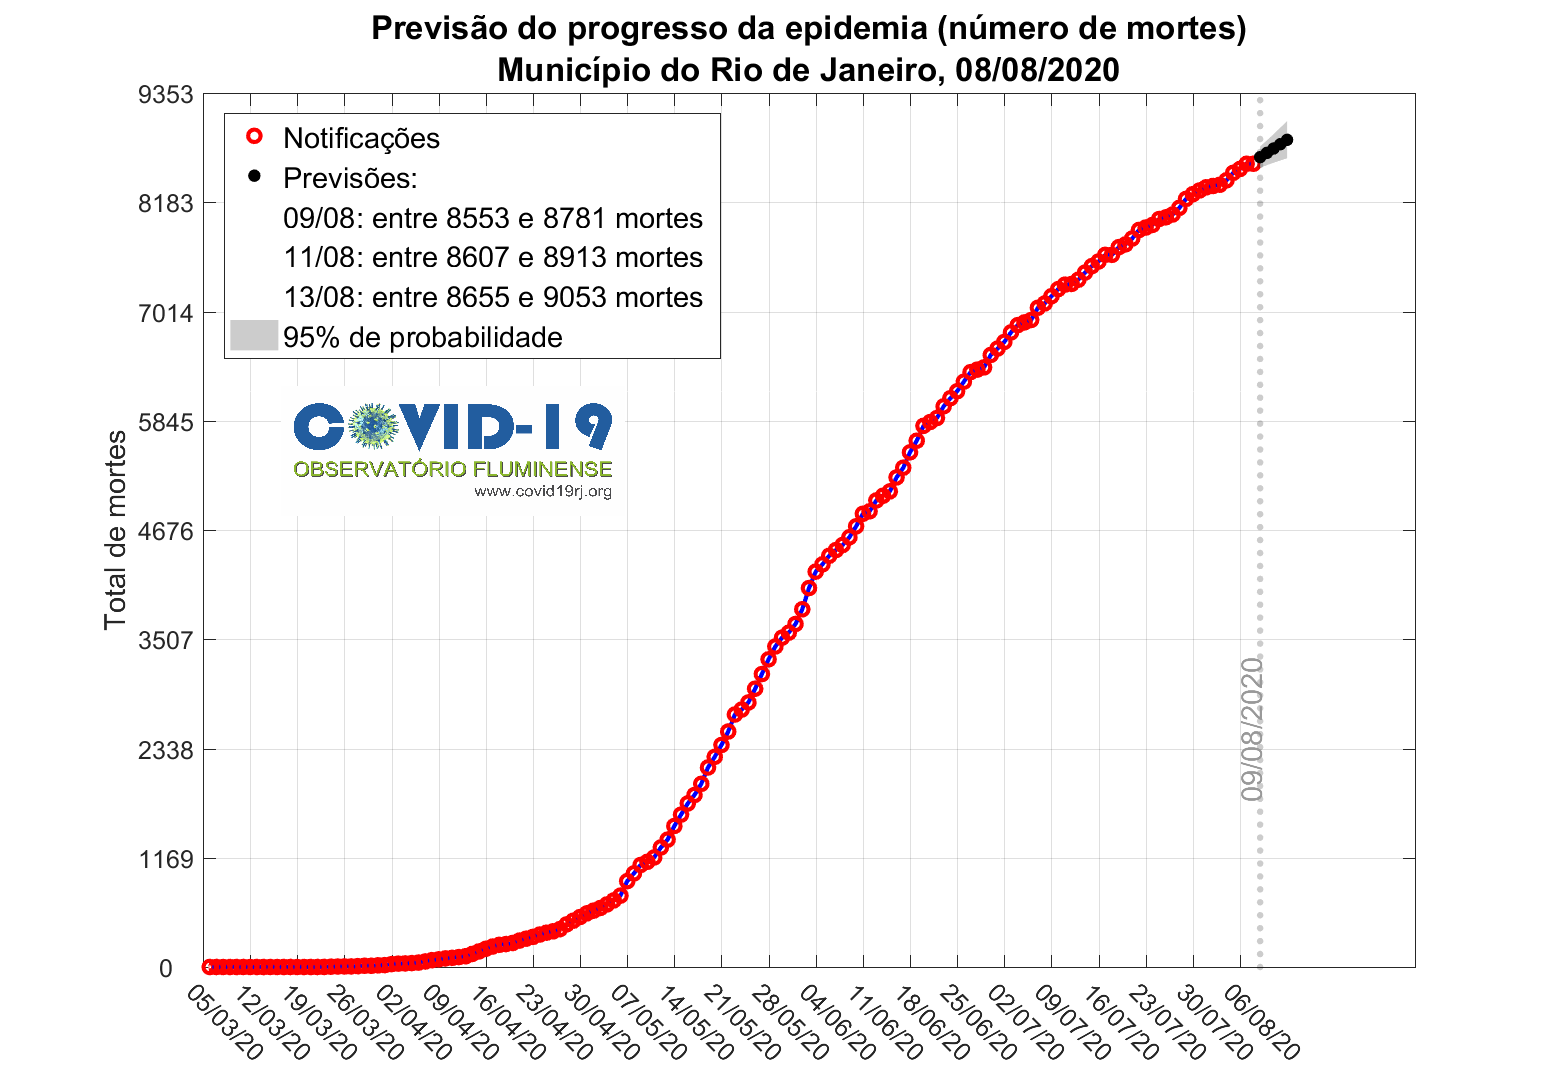 Previsão do progresso da epidemia (número de mortes)
Município do Rio de Janeiro, 08/08/2020
Notificações
Previsões:
09/08: entre 8553 e 8781 mortes
11/08: entre 8607 e 8913 mortes
13/08: entre 8655 e 9053 mortes
95% de probabilidade
COVID-19
OBSERVATÓRIO FLUMINENSE
www.covid19rj.org
Total de mortes
9353
8183
7014
5845
4676
3507
2338
1169
0
09/08/2020
05/03/20
12/03/20
19/03/20
26/03/20
02/04/20
09/04/20
16/04/20
23/04/20
30/04/20
07/05/20
14/05/20
21/05/20
28/05/20
04/06/20
11/06/20
18/06/20
25/06/20
02/07/20
09/07/20
16/07/20
23/07/20
30/07/20
06/08/20